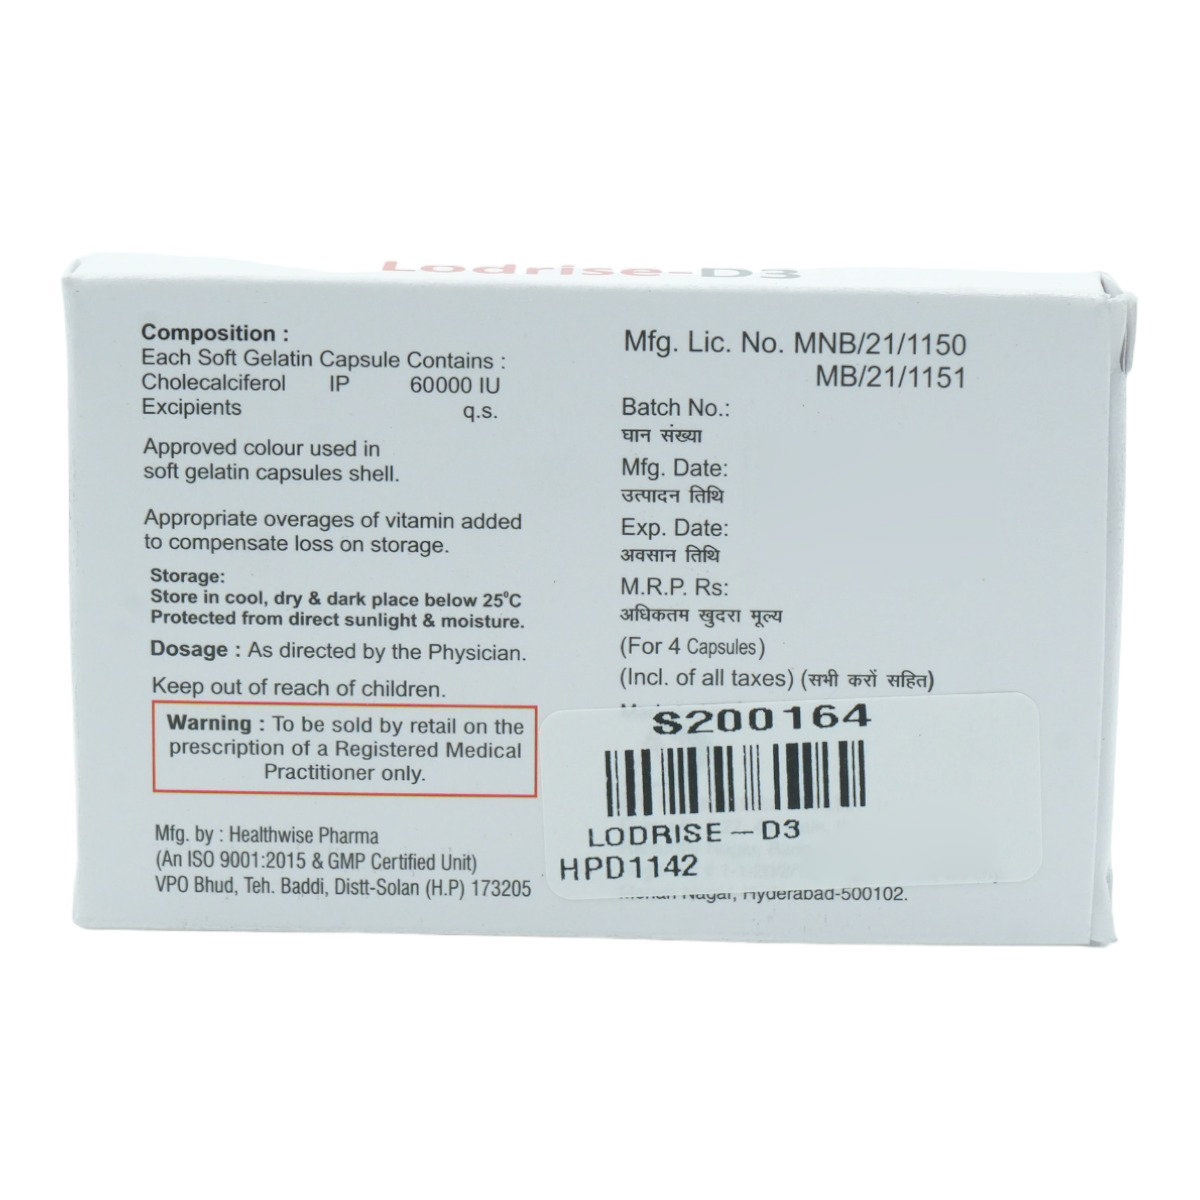 Lodrise-D3
Composition :
Each Soft Gelatin Capsule Contains :
Cholecalciferol IP 60000 IU
Excipients q.s.
Approved colour used in
soft gelatin capsules shell.
Appropriate overages of vitamin added
to compensate loss on storage.
Storage:
Store in cool, dry & dark place below 25°C
Protected from direct sunlight & moisture.
Dosage : As directed by the Physician.
Keep out of reach of children.
Warning : To be sold by retail on the
prescription of a Registered Medical
Practitioner only.
Mfg. by : Healthwise Pharma
(An ISO 9001:2015 & GMP Certified Unit)
VPO Bhud, Teh. Baddi, Distt-Solan (H.P) 173205
Mfg. Lic. No. MNB/21/1150
MB/21/1151
Batch No.:
घान संख्या
Mfg. Date:
उत्पादन तिथि
Exp. Date:
अवसान तिथि
M.R.P. Rs:
अधिकतम खुदरा मूल्य
(For 4 Capsules)
(Incl. of all taxes) (सभी करों सहित)
S200164
LODRISE-D3
HPD1142
Nagar, Hyderabad-500102.